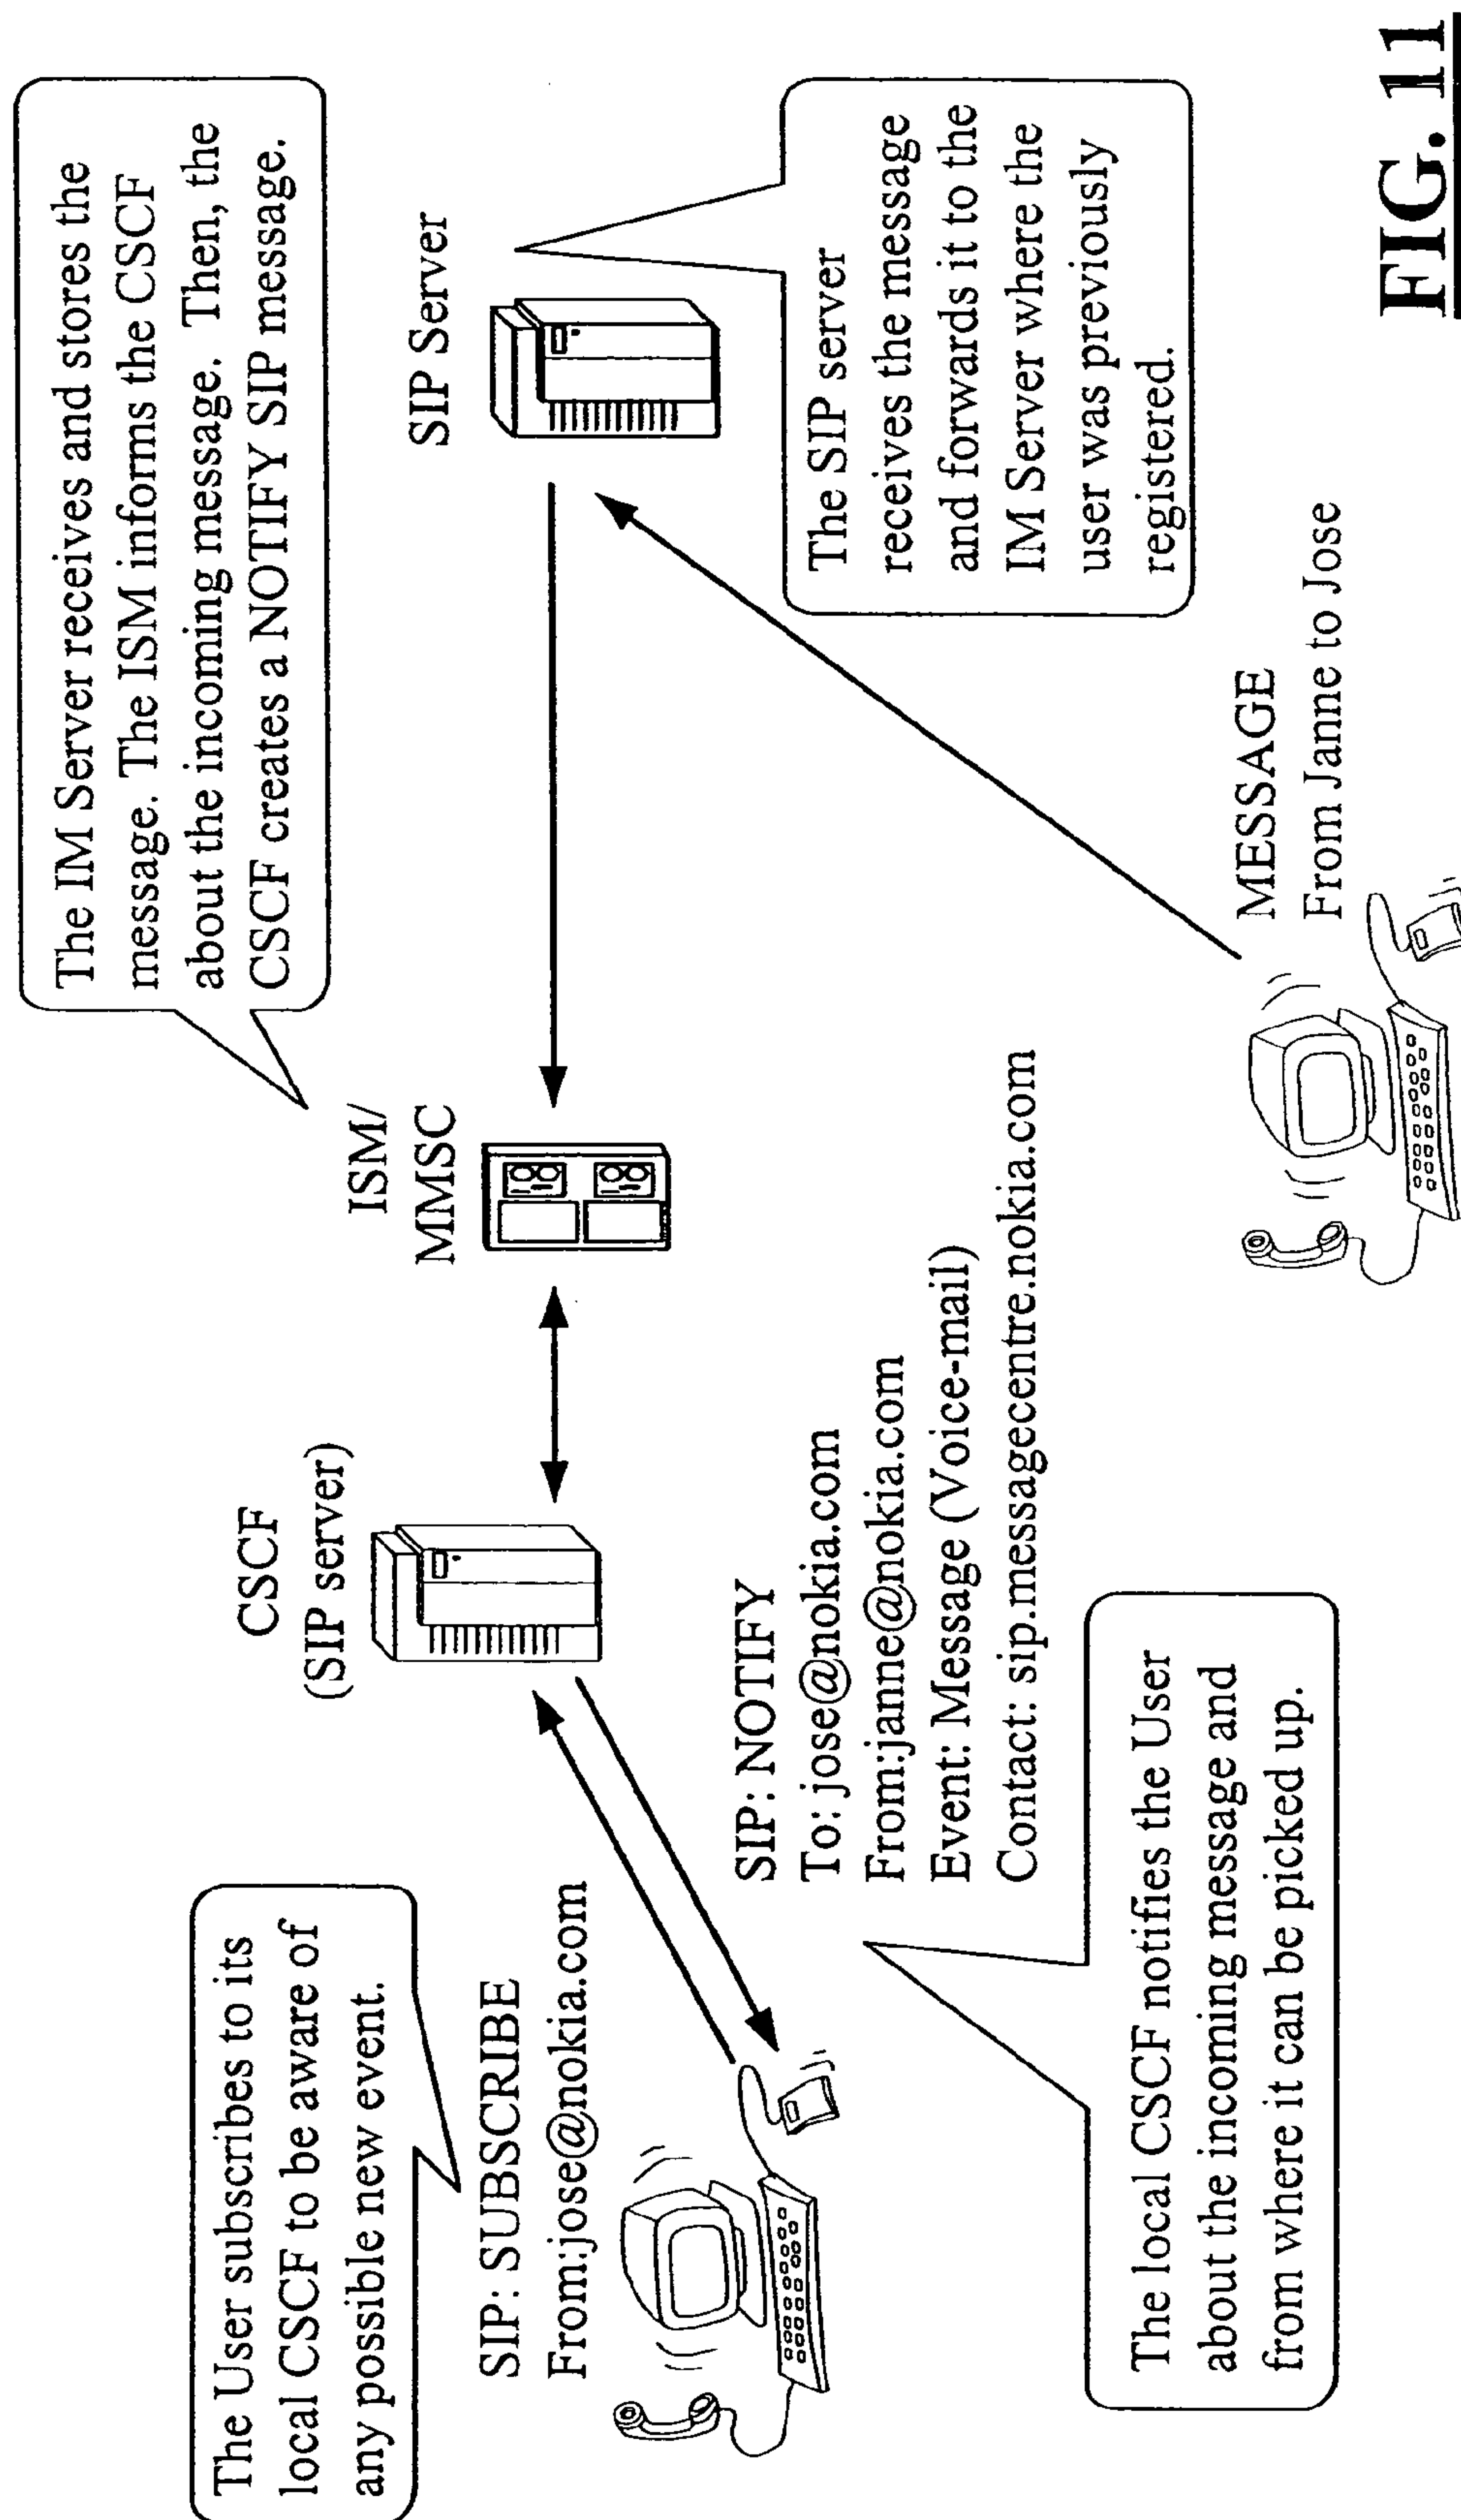 The User subscribes to its
local CSCF to be aware of
any possible new event.
SIP: SUBSCRIBE
From:jose@nokia.com
CSCF
(SIP server)
ISM/
MMSC
The IM Server receives and stores the
message. The ISM informs the CSCF
about the incoming message. Then, the
CSCF creates a NOTIFY SIP message.
SIP Server
The SIP server
receives the message
and forwards it to the
IM Server where the
user was previously
registered.
SIP: NOTIFY
To: jose@nokia.com
From:janne@nokia.com
Event: Message (Voice-mail)
Contact: sip.messagecentre.nokia.com
The local CSCF notifies the User
about the incoming message and
from where it can be picked up.
MESSAGE
From Janne to Jose
FIG. 11